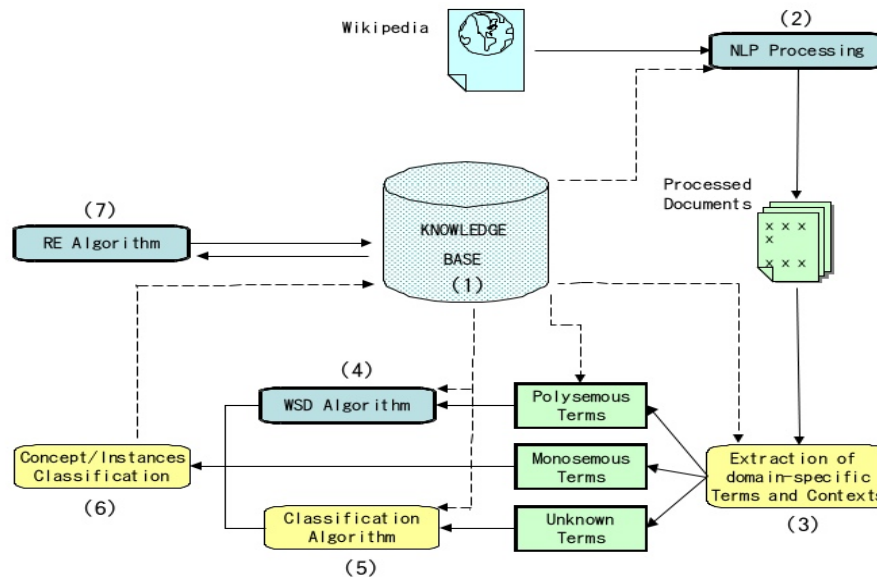 (2)
Wikipedia
NLP Processing
Processed
Documents
(7)
RE Algorithm
KNOWLEDGE
BASE
(1)
x x x
x
x x x
(4)
WSD Algorithm
Polysemous
Terms
Concept/Instances
Classification
(6)
Monosemous
Terms
Extraction of
domain-specific
Terms and Contexts
(3)
Classification
Algorithm
(5)
Unknown
Terms